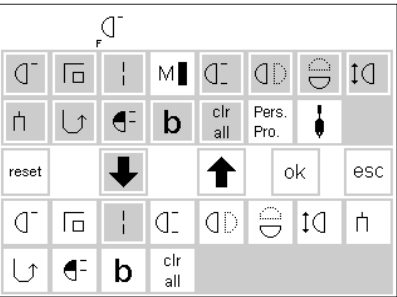 F
M
b clr all Pers. Pro.
reset ok esc
b clr all